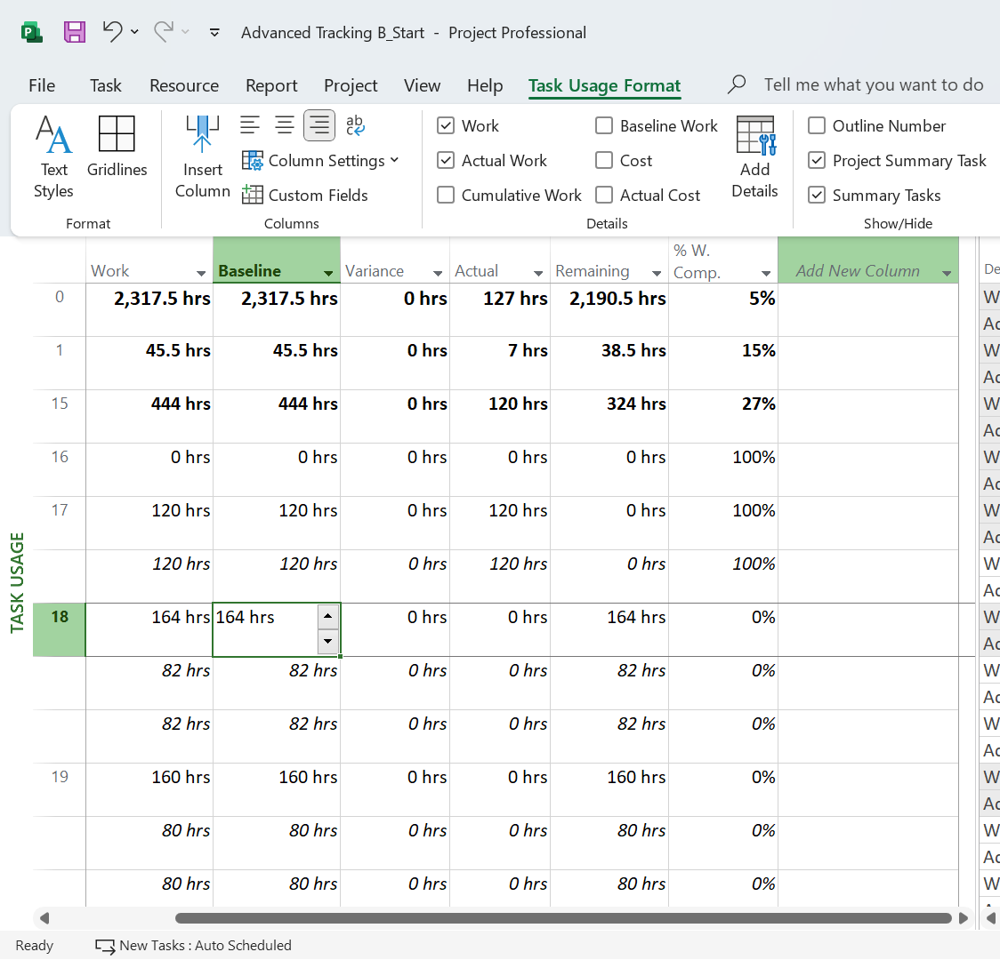 Advanced Tracking B_Start - Project Professional
File Task Resource Report Project View Help Task Usage Format Tell me what you want to do
Text Styles
Gridlines
Format
Insert Column
Column Settings
Custom Fields
Columns
Work
Actual Work
Cumulative Work
Baseline Work
Cost
Actual Cost
Add Details
Details
Outline Number
Project Summary Task
Summary Tasks
Show/Hide
Work Baseline Variance Actual Remaining % W. Comp. Add New Column De
0 2,317.5 hrs 2,317.5 hrs 0 hrs 127 hrs 2,190.5 hrs 5% W
Ac
1 45.5 hrs 45.5 hrs 0 hrs 7 hrs 38.5 hrs 15% W
Ac
15 444 hrs 444 hrs 0 hrs 120 hrs 324 hrs 27% W
Ac
16 0 hrs 0 hrs 0 hrs 0 hrs 0 hrs 100% W
Ac
17 120 hrs 120 hrs 0 hrs 120 hrs 0 hrs 100% W
Ac
120 hrs 120 hrs 0 hrs 120 hrs 0 hrs 100% W
Ac
18 164 hrs 164 hrs 0 hrs 0 hrs 164 hrs 0% W
Ac
82 hrs 82 hrs 0 hrs 0 hrs 82 hrs 0% W
Ac
82 hrs 82 hrs 0 hrs 0 hrs 82 hrs 0% W
Ac
19 160 hrs 160 hrs 0 hrs 0 hrs 160 hrs 0% W
Ac
80 hrs 80 hrs 0 hrs 0 hrs 80 hrs 0% W
Ac
80 hrs 80 hrs 0 hrs 0 hrs 80 hrs 0% W
TASK USAGE
Ready New Tasks : Auto Scheduled